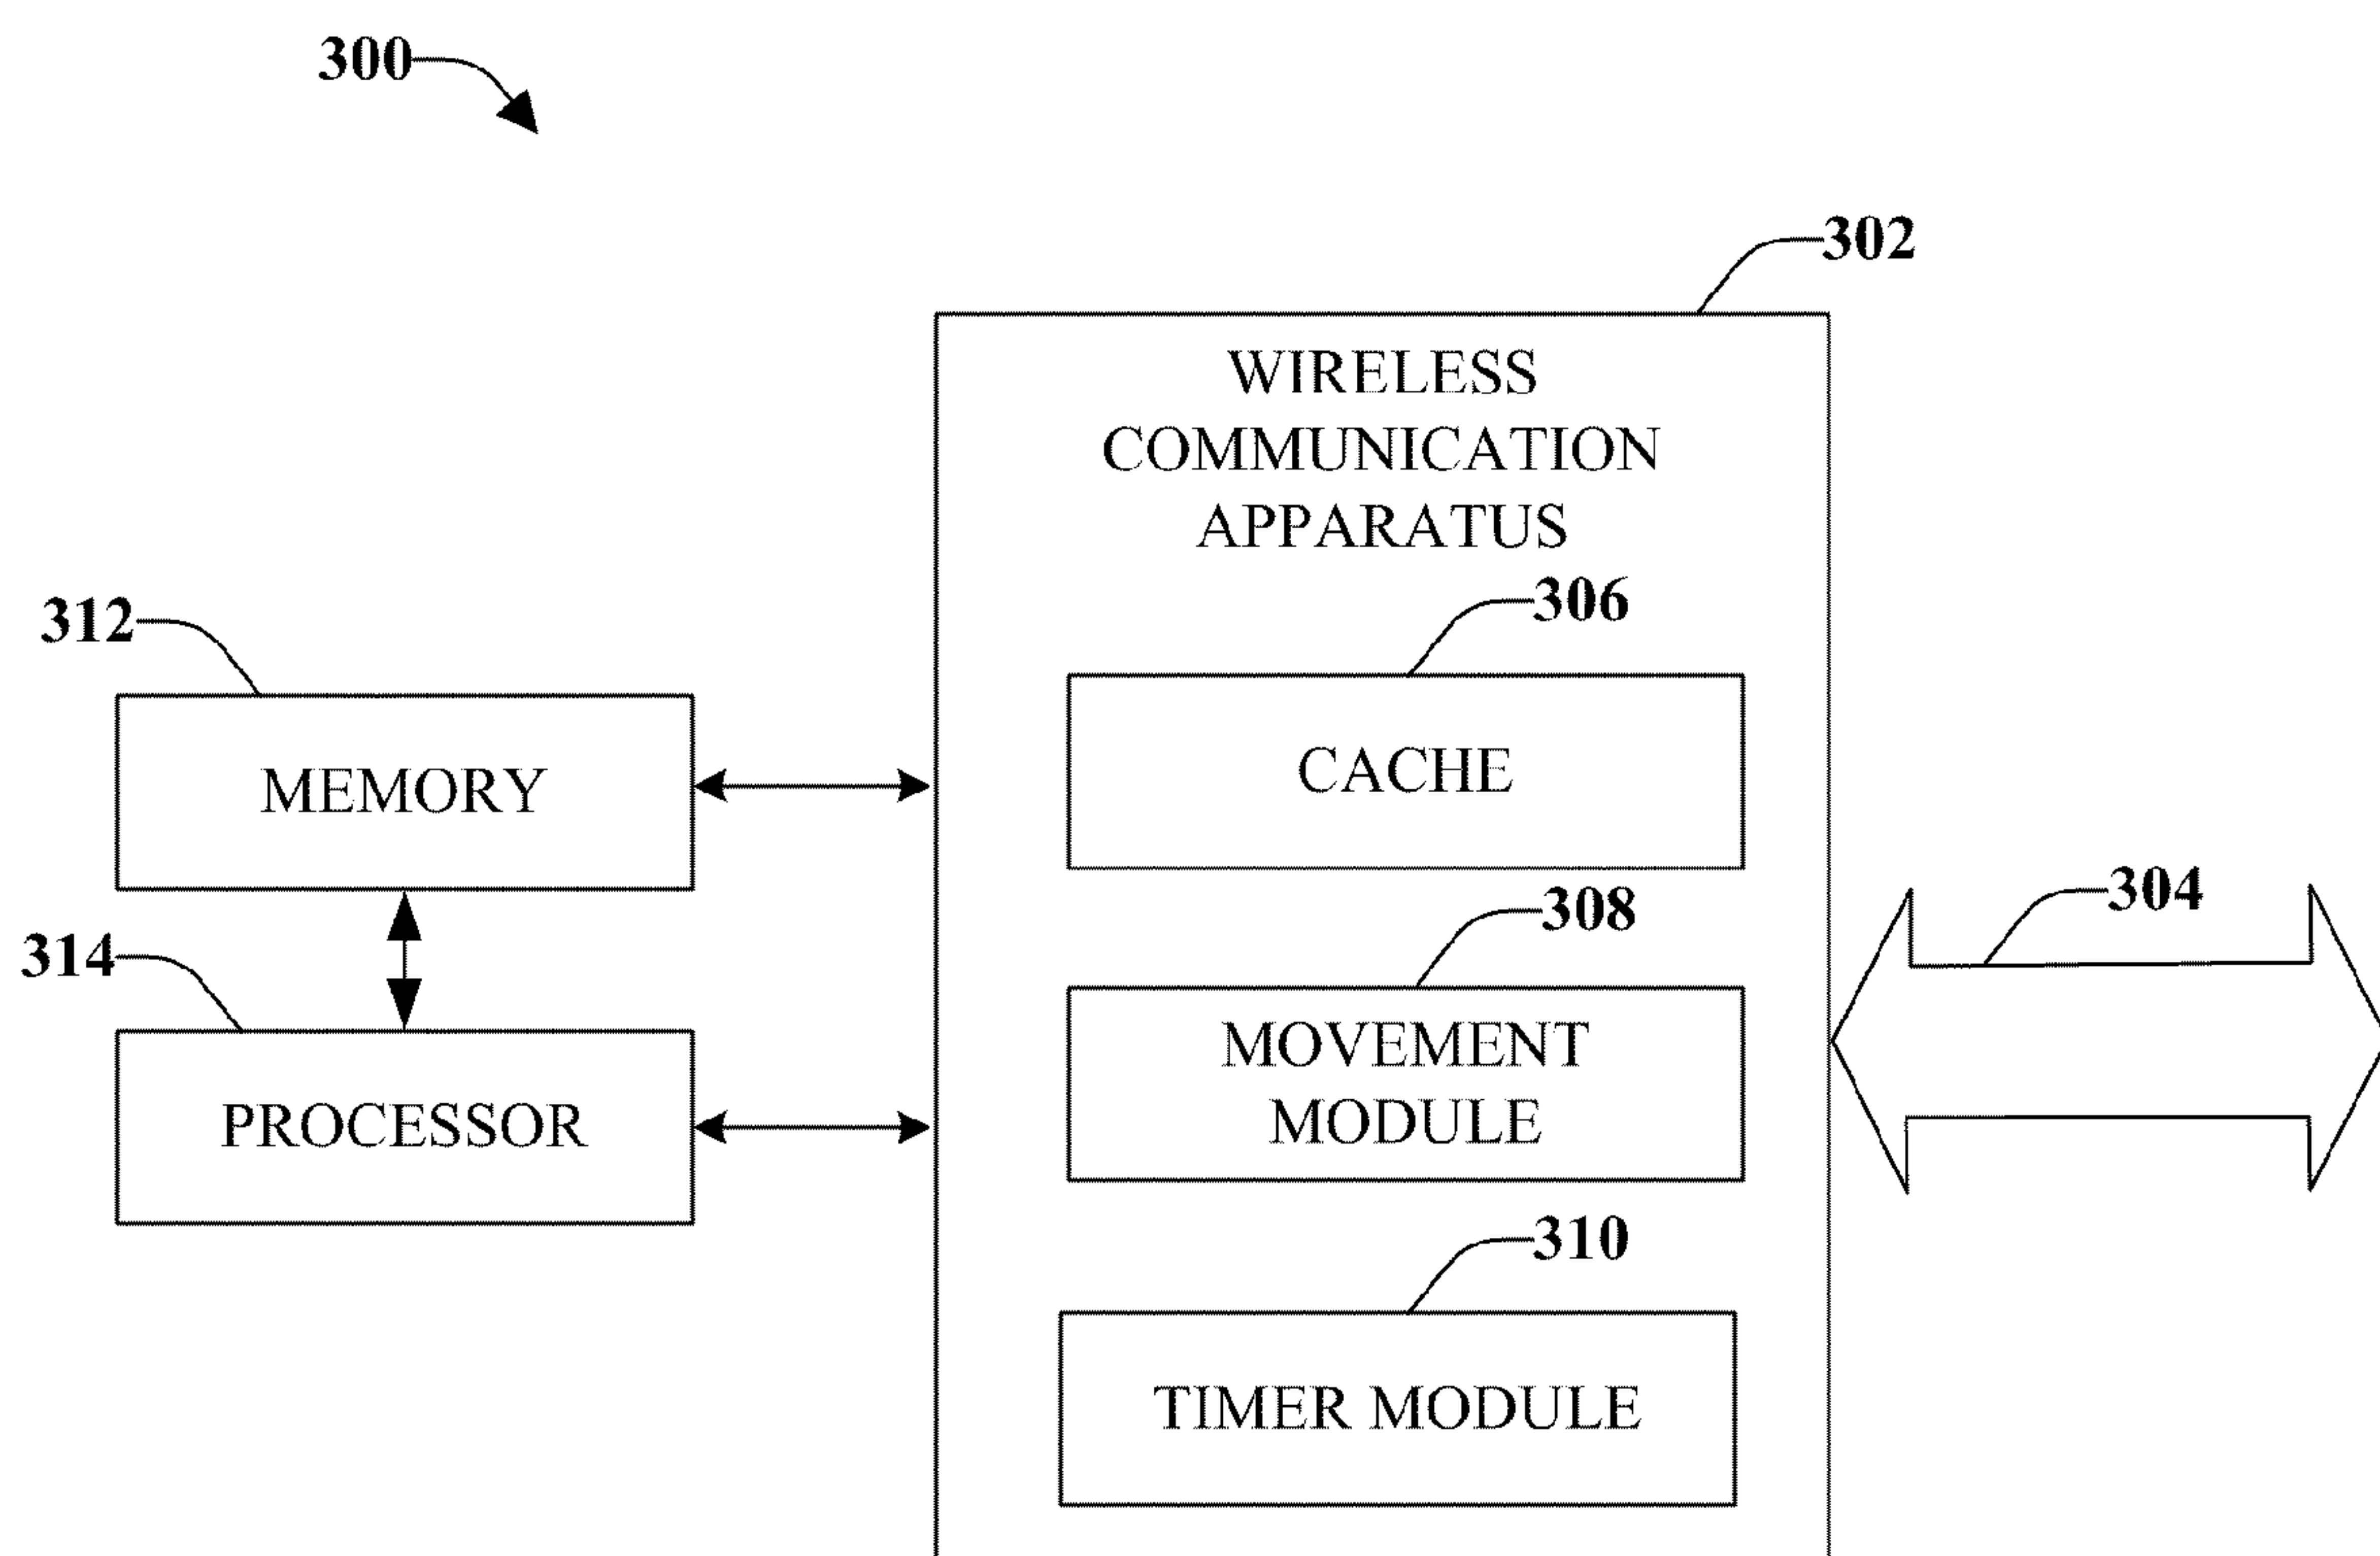 300
302
WIRELESS
COMMUNICATION
APPARATUS
306
312
CACHE
MEMORY
304
308
314
MOVEMENT
MODULE
PROCESSOR
310
TIMER MODULE